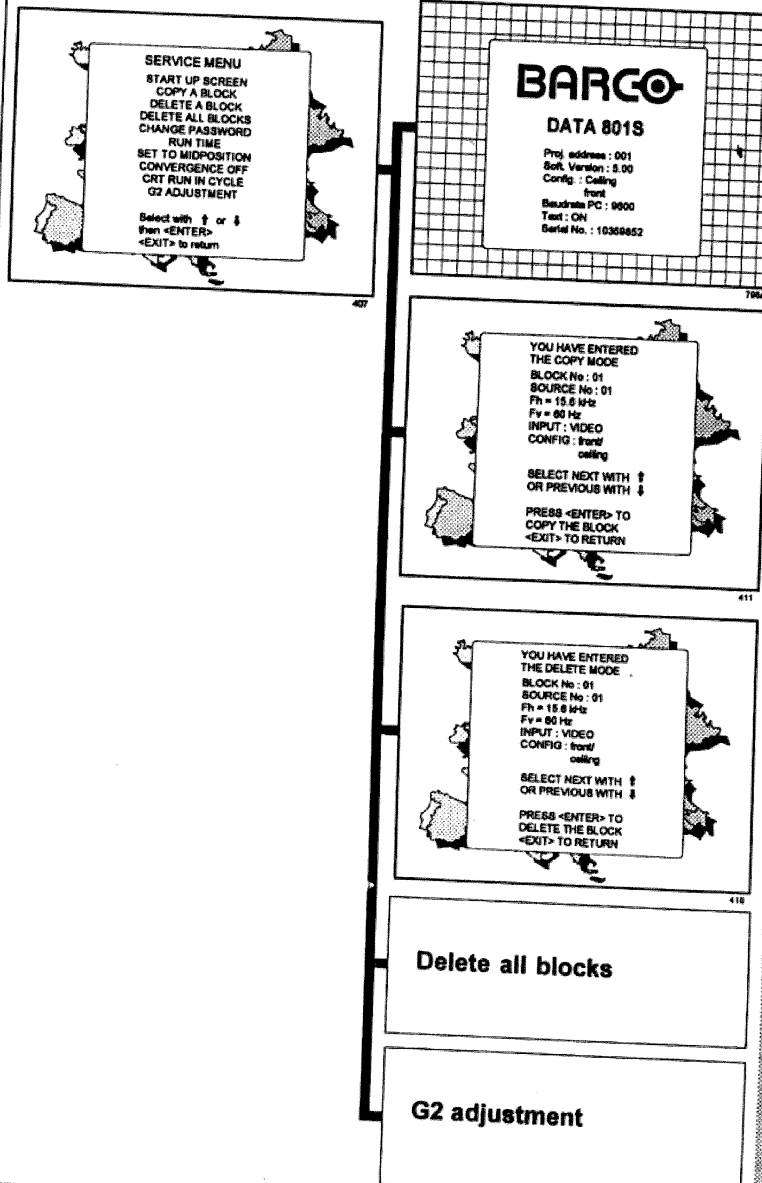 SERVICE MENU
START UP SCREEN
COPY A BLOCK
DELETE A BLOCK
DELETE ALL BLOCKS
CHANGE PASSWORD
RUN TIME
SET TO MIDPOSITION
CONVERGENCE OFF
CRT RUN IN CYCLE
G2 ADJUSTMENT
Select with ⬆ or ⬇
then <ENTER>
<EXIT> to return
407
BARCO
DATA 801S
Proj. address : 001
Soft. Version : 5.00
Config. : Ceiling
front
Baudrate PC : 9600
Text : ON
Serial No. : 10359852
YOU HAVE ENTERED
THE COPY MODE
BLOCK No : 01
SOURCE No : 01
Fh = 15.6 kHz
Fv = 60 Hz
INPUT : VIDEO
CONFIG : front/
ceiling
SELECT NEXT WITH ⬆
OR PREVIOUS WITH ⬇
PRESS <ENTER> TO
COPY THE BLOCK
<EXIT> TO RETURN
411
YOU HAVE ENTERED
THE DELETE MODE
BLOCK No : 01
SOURCE No : 01
Fh = 15.6 kHz
Fv = 60 Hz
INPUT : VIDEO
CONFIG : front/
ceiling
SELECT NEXT WITH ⬆
OR PREVIOUS WITH ⬇
PRESS <ENTER> TO
DELETE THE BLOCK
<EXIT> TO RETURN
Delete all blocks
G2 adjustment